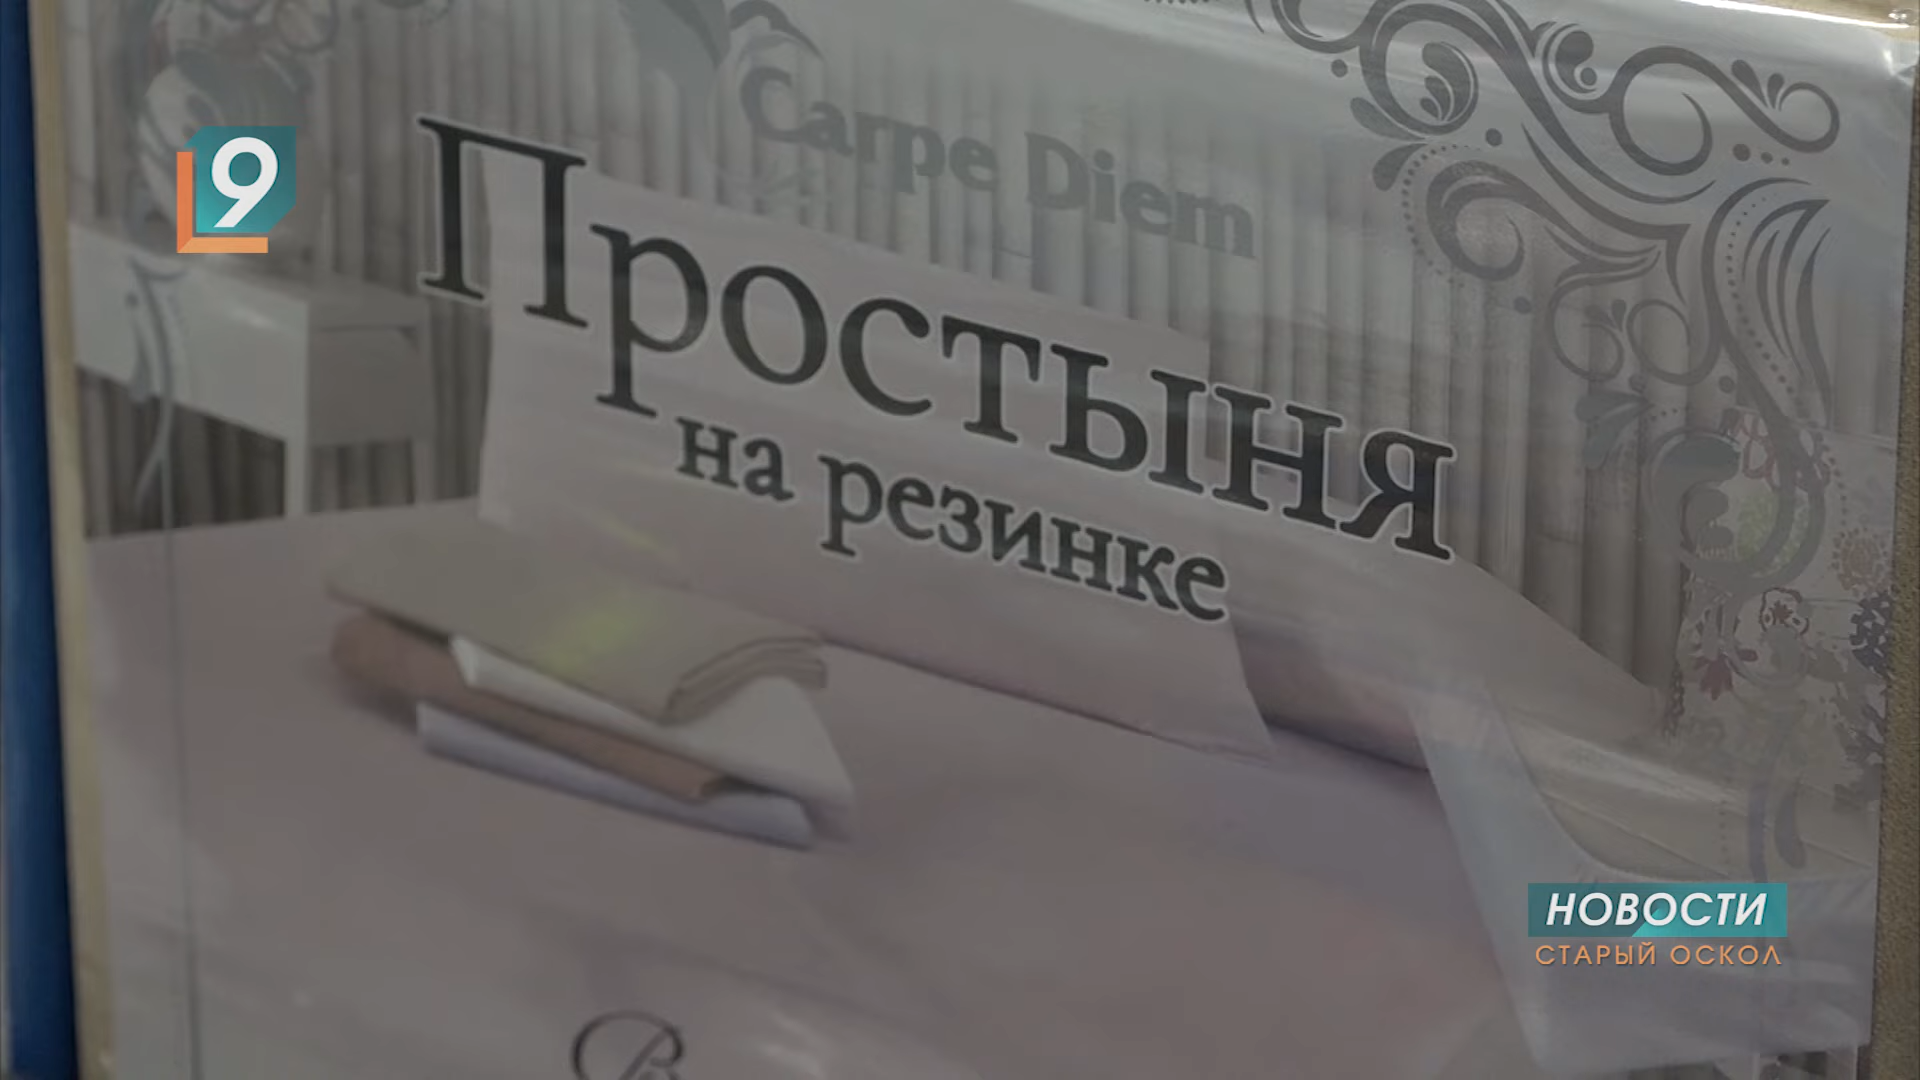 9
Carpe Diem
Простыня
на резинке
НОВОСТИ
СТАРЫЙ ОСКОЛ